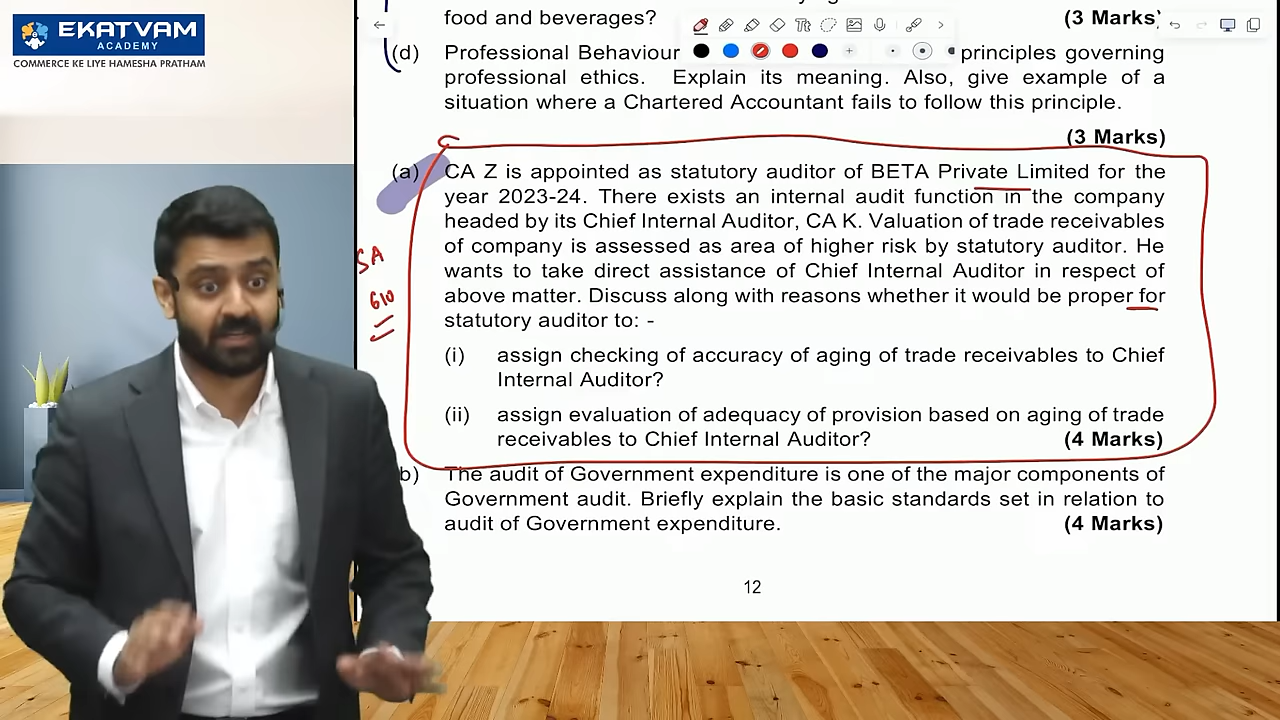 EKATVAM
ACADEMY
COMMERCE KE LIYE HAMESHA PRATHAM
food and beverages? (3 Marks)
(d) Professional Behaviour principles governing
professional ethics. Explain its meaning. Also, give example of a
situation where a Chartered Accountant fails to follow this principle.
(3 Marks)
(a) CA Z is appointed as statutory auditor of BETA Private Limited for the
year 2023-24. There exists an internal audit function in the company
headed by its Chief Internal Auditor, CA K. Valuation of trade receivables
of company is assessed as area of higher risk by statutory auditor. He
wants to take direct assistance of Chief Internal Auditor in respect of
above matter. Discuss along with reasons whether it would be proper for
statutory auditor to: -
SA
610
(i) assign checking of accuracy of aging of trade receivables to Chief
Internal Auditor?
(ii) assign evaluation of adequacy of provision based on aging of trade
receivables to Chief Internal Auditor? (4 Marks)
b) The audit of Government expenditure is one of the major components of
Government audit. Briefly explain the basic standards set in relation to
audit of Government expenditure. (4 Marks)
12